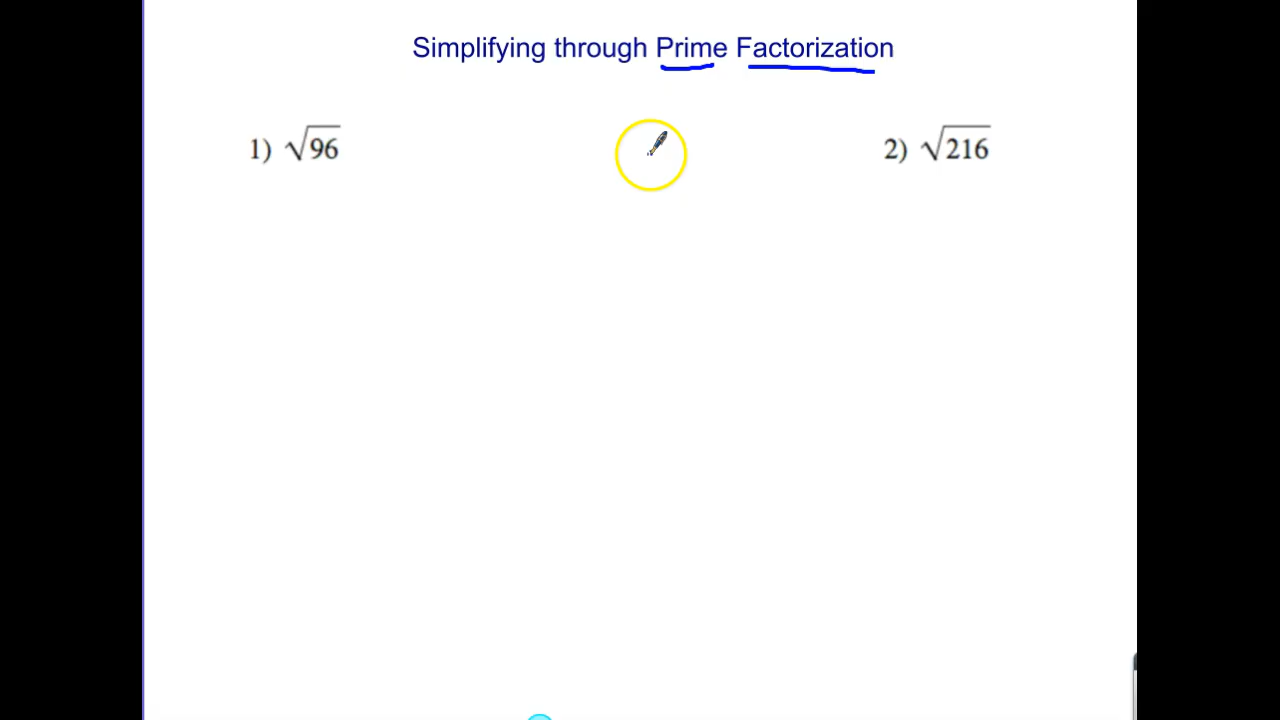 Simplifying through Prime Factorization
1) √96
2) √216